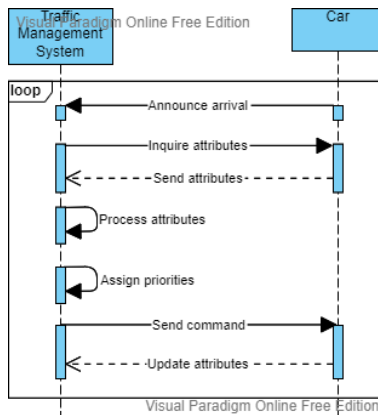 Visual Paradigm Online Free Edition
Traffic
Management
System
Car
loop
Announce arrival
Inquire attributes
Send attributes
Process attributes
Assign priorities
Send command
Update attributes
Visual Paradigm Online Free Edition